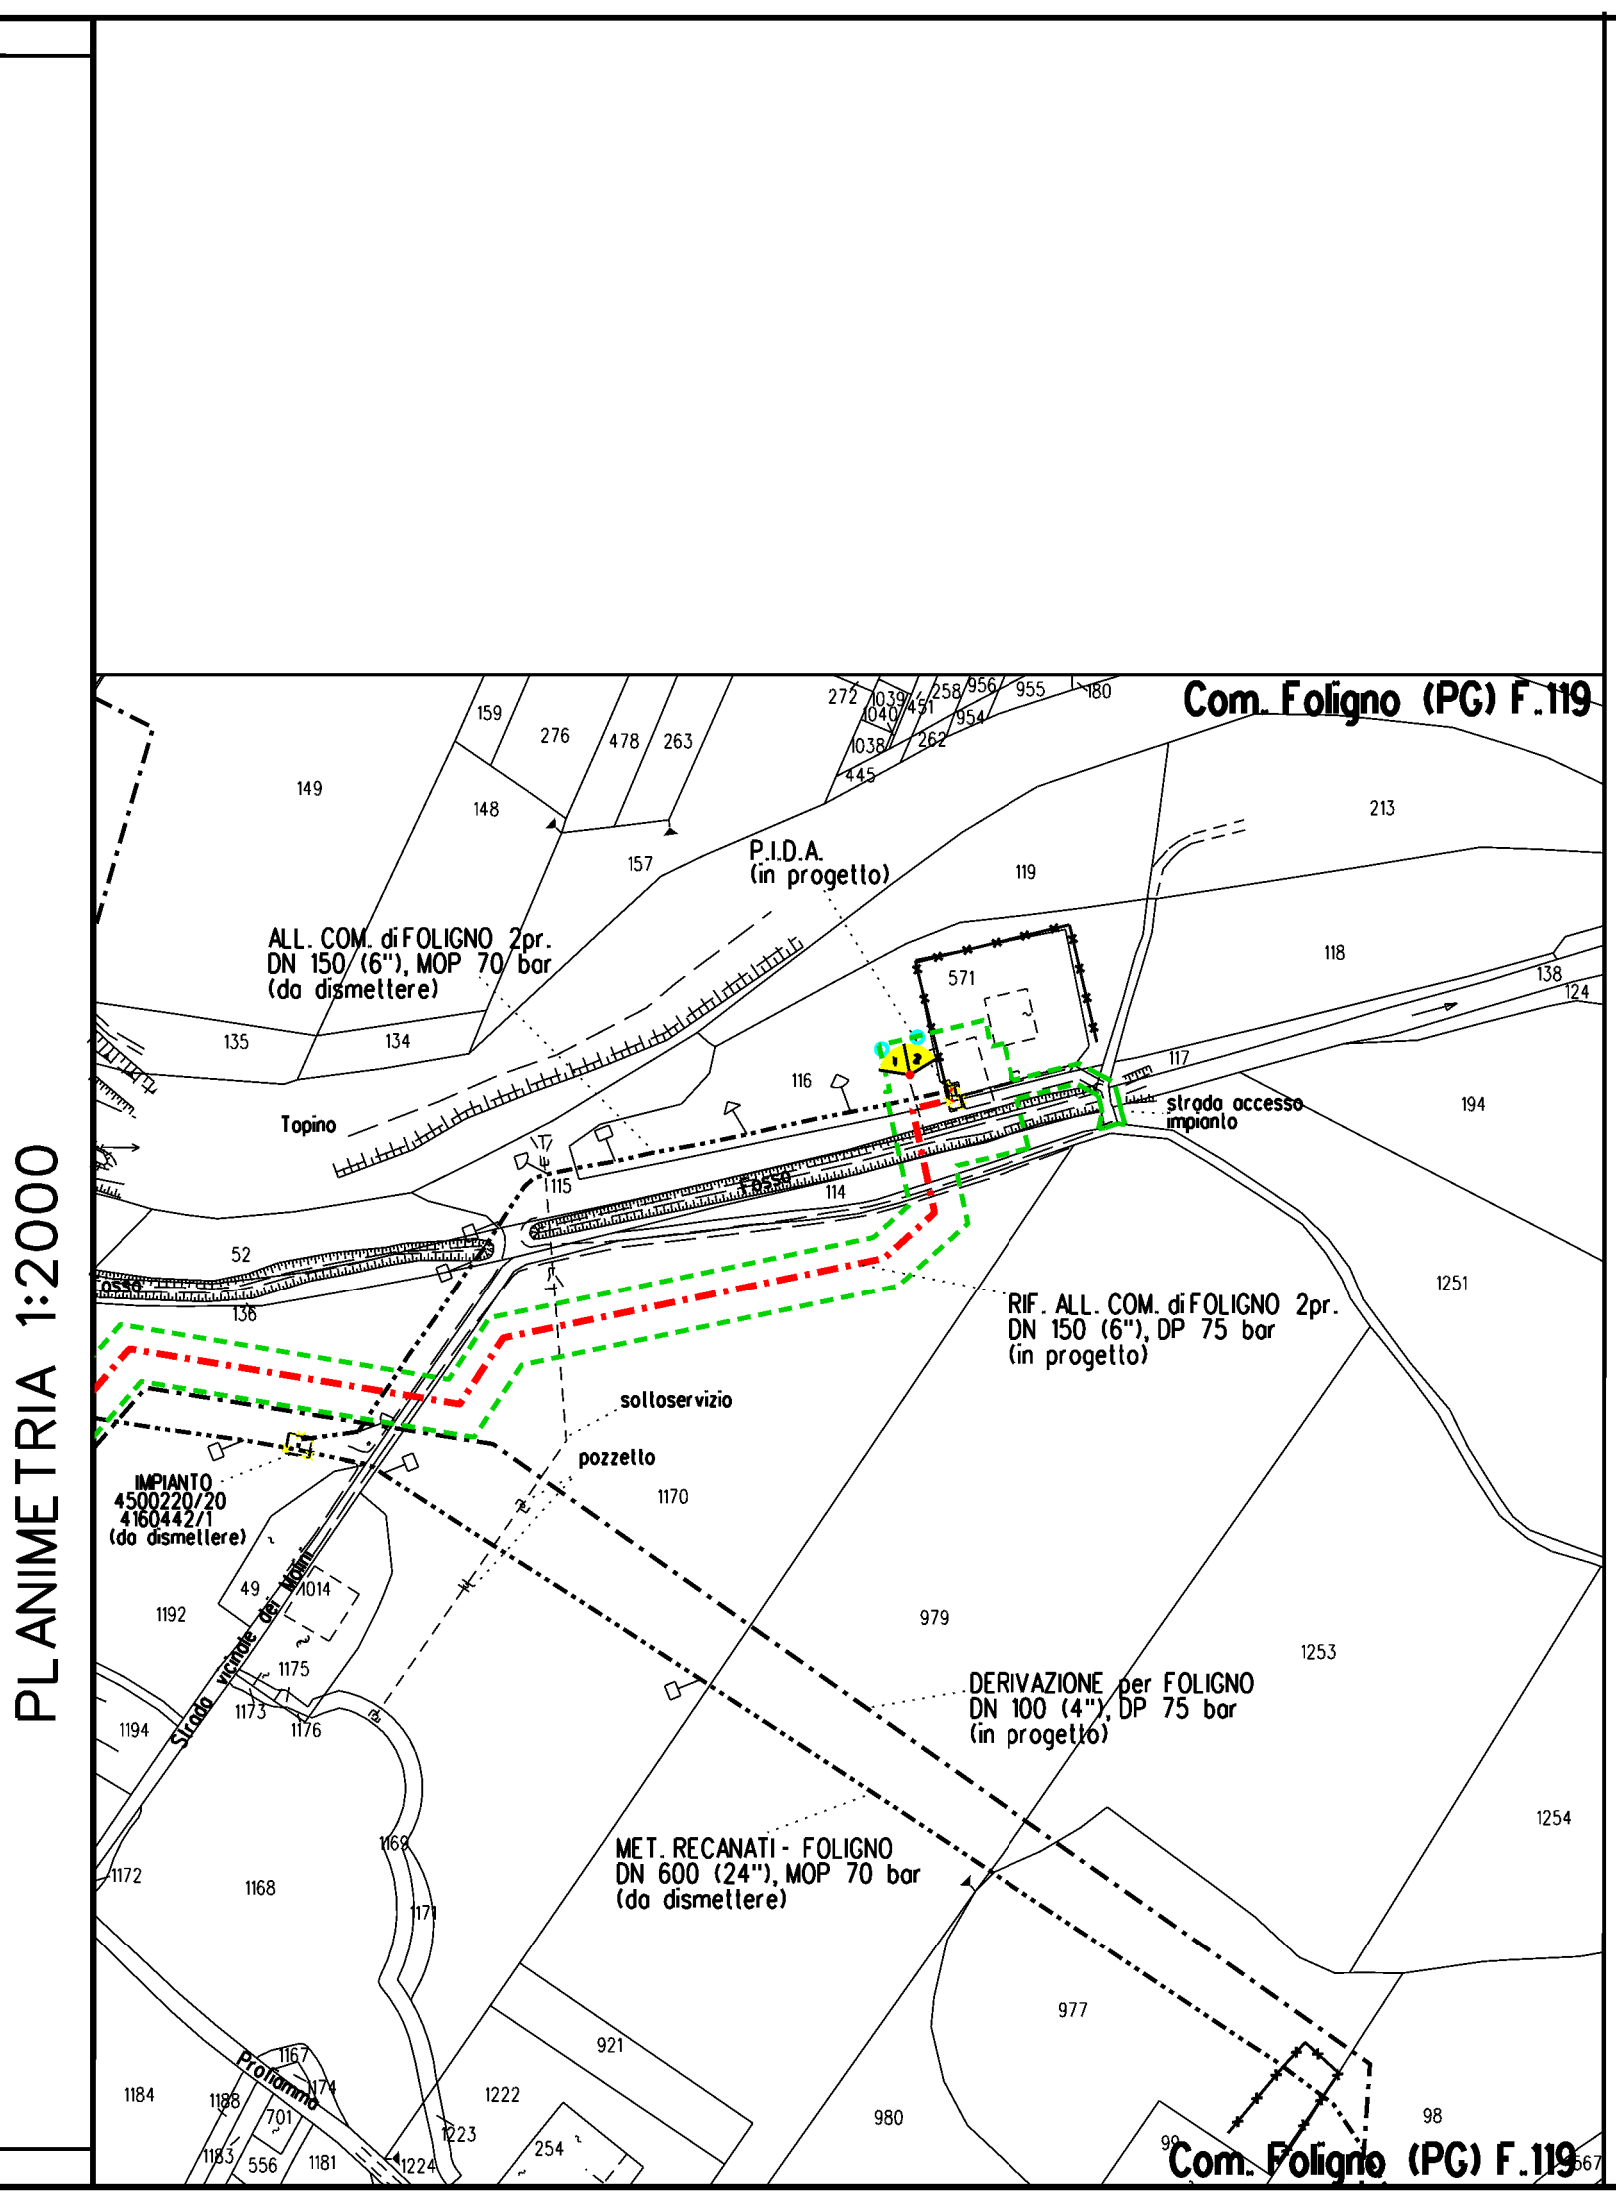 PLANIMETRIA 1:2000
Com. Foligno (PG) F.119
272
1039
451
258
956
955
180
159
1040
954
276
478
263
1038
262
445
149
148
213
157
P.I.D.A.
(in progetto)
119
ALL. COM. di FOLIGNO 2pr.
DN 150 (6"), MOP 70 bar
(da dismettere)
118
571
138
124
135
134
117
116
1
2
194
strada accesso
impianto
Topino
115
Fosso
114
52
136
1251
RIF. ALL. COM. di FOLIGNO 2pr.
DN 150 (6"), DP 75 bar
(in progetto)
sottoservizio
pozzetto
IMPIANTO
4500220/20
4160442/1
(da dismettere)
1170
49
1014
1192
979
1253
Strada vicinale dei Molini
1175
1173
1176
1194
DERIVAZIONE per FOLIGNO
DN 100 (4"), DP 75 bar
(in progetto)
1254
1169
MET. RECANATI - FOLIGNO
DN 600 (24"), MOP 70 bar
(da dismettere)
1172
1168
1171
977
921
1167
Profiamma
1174
1184
1188
701
1222
980
98
1223
254
99
1183
556
1181
1224
Com. Foligno (PG) F.119
567